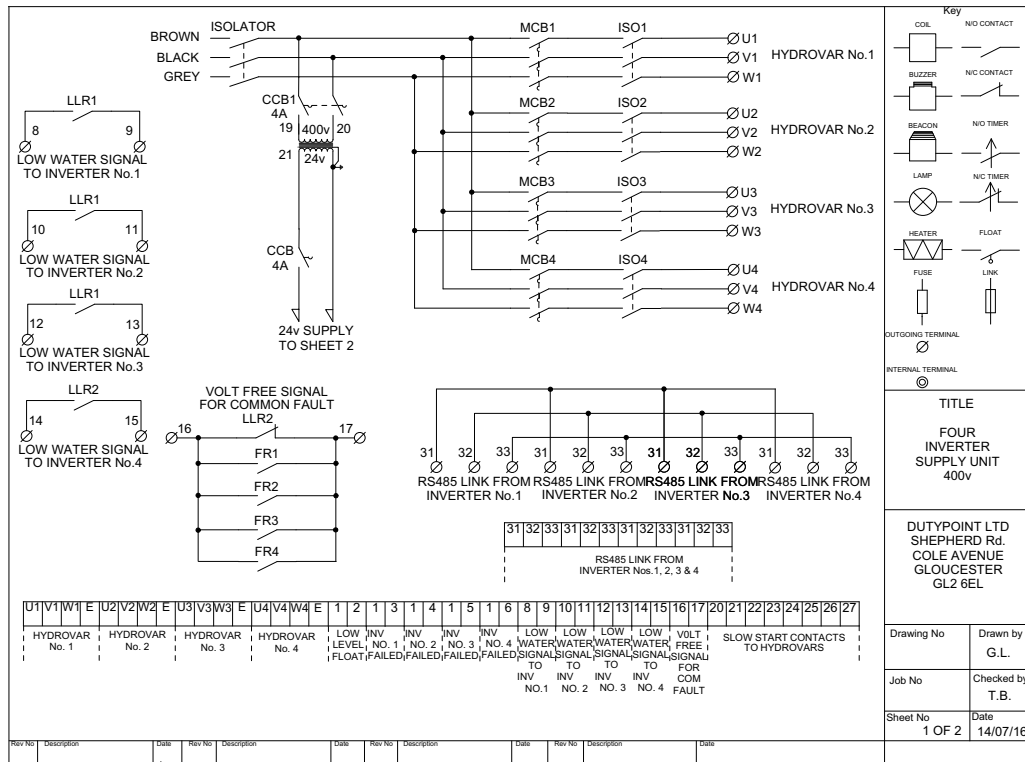 ISOLATOR
BROWN
BLACK
GREY
MCB1
ISO1
U1
V1
W1
HYDROVAR No.1
CCB1
4A
19
400v
20
21
24v
MCB2
ISO2
U2
V2
W2
HYDROVAR No.2
MCB3
ISO3
U3
V3
W3
HYDROVAR No.3
CCB
4A
MCB4
ISO4
U4
V4
W4
HYDROVAR No.4
24v SUPPLY
TO SHEET 2
LLR1
8
9
LOW WATER SIGNAL
TO INVERTER No.1
LLR1
10
11
LOW WATER SIGNAL
TO INVERTER No.2
LLR1
12
13
LOW WATER SIGNAL
TO INVERTER No.3
LLR2
14
15
LOW WATER SIGNAL
TO INVERTER No.4
VOLT FREE SIGNAL
FOR COMMON FAULT
LLR2
16
17
FR1
FR2
FR3
FR4
31 32 33 31 32 33 31 32 33 31 32 33
RS485 LINK FROM
INVERTER No.1
RS485 LINK FROM
INVERTER No.2
RS485 LINK FROM
INVERTER No.3
RS485 LINK FROM
INVERTER No.4
31 32 33 31 32 33 31 32 33 31 32 33
RS485 LINK FROM
INVERTER Nos.1, 2, 3 & 4
U1 V1 W1 E U2 V2 W2 E U3 V3 W3 E U4 V4 W4 E 1 2 1 3 1 4 1 5 1 6 8 9 10 11 12 13 14 15 16 17 20 21 22 23 24 25 26 27
HYDROVAR
No. 1
HYDROVAR
No. 2
HYDROVAR
No. 3
HYDROVAR
No. 4
LOW
LEVEL
FLOAT
INV
NO. 1
FAILED
INV
NO. 2
FAILED
INV
NO. 3
FAILED
INV
NO. 4
FAILED
LOW
WATER
SIGNAL
TO
INV
NO.1
LOW
WATER
SIGNAL
TO
INV
NO. 2
LOW
WATER
SIGNAL
TO
INV
NO. 3
LOW
WATER
SIGNAL
TO
INV
NO. 4
V0LT
FREE
SIGNAL
FOR
COM
FAULT
SLOW START CONTACTS
TO HYDROVARS
Key
COIL
N/O CONTACT
BUZZER
N/C CONTACT
BEACON
N/O TIMER
LAMP
N/C TIMER
HEATER
FLOAT
FUSE
LINK
OUTGOING TERMINAL
INTERNAL TERMINAL
TITLE
FOUR
INVERTER
SUPPLY UNIT
400v
DUTYPOINT LTD
SHEPHERD Rd.
COLE AVENUE
GLOUCESTER
GL2 6EL
Drawing No
Drawn by
G.L.
Job No
Checked by
T.B.
Sheet No
1 OF 2
Date
14/07/16
Rev No Description Date Rev No Description Date Rev No Description Date Rev No Description Date